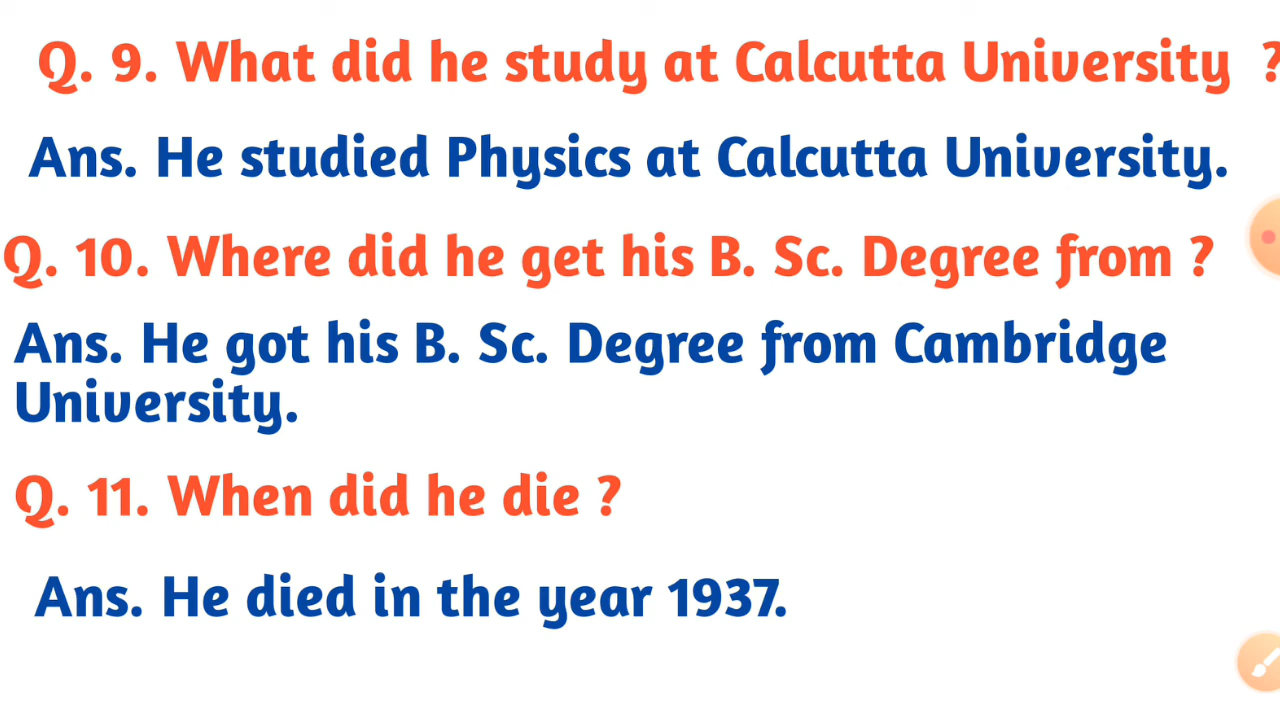 Q. 9. What did he study at Calcutta University ?
Ans. He studied Physics at Calcutta University.
Q. 10. Where did he get his B. Sc. Degree from ?
Ans. He got his B. Sc. Degree from Cambridge
University.
Q. 11. When did he die ?
Ans. He died in the year 1937.